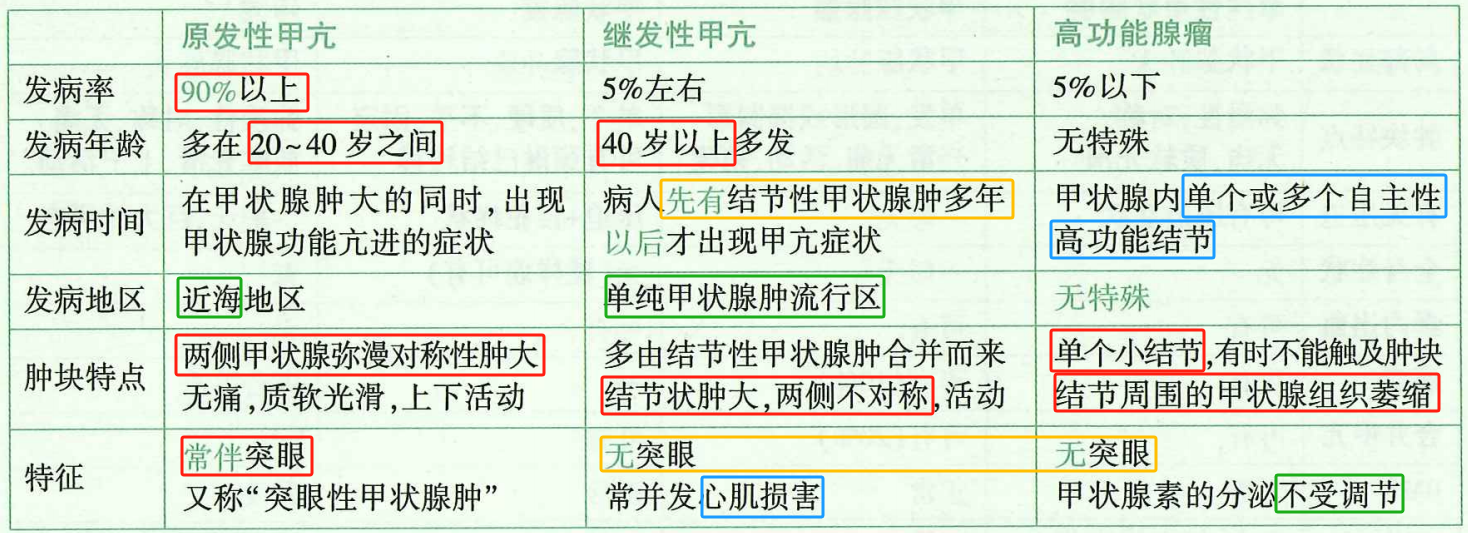 原发性甲亢 继发性甲亢 高功能腺瘤
发病率 90%以上 5%左右 5%以下
发病年龄 多在20~40岁之间 40岁以上多发 无特殊
发病时间 在甲状腺肿大的同时,出现 病人先有结节性甲状腺肿多年 甲状腺内单个或多个自主性
甲状腺功能亢进的症状 以后才出现甲亢症状 高功能结节
发病地区 近海地区 单纯甲状腺肿流行区 无特殊
肿块特点 两侧甲状腺弥漫对称性肿大 多由结节性甲状腺肿合并而来 单个小结节,有时不能触及肿块
无痛,质软光滑,上下活动 结节状肿大,两侧不对称,活动 结节周围的甲状腺组织萎缩
特征 常伴突眼 无突眼 无突眼
又称“突眼性甲状腺肿” 常并发心肌损害 甲状腺素的分泌不受调节